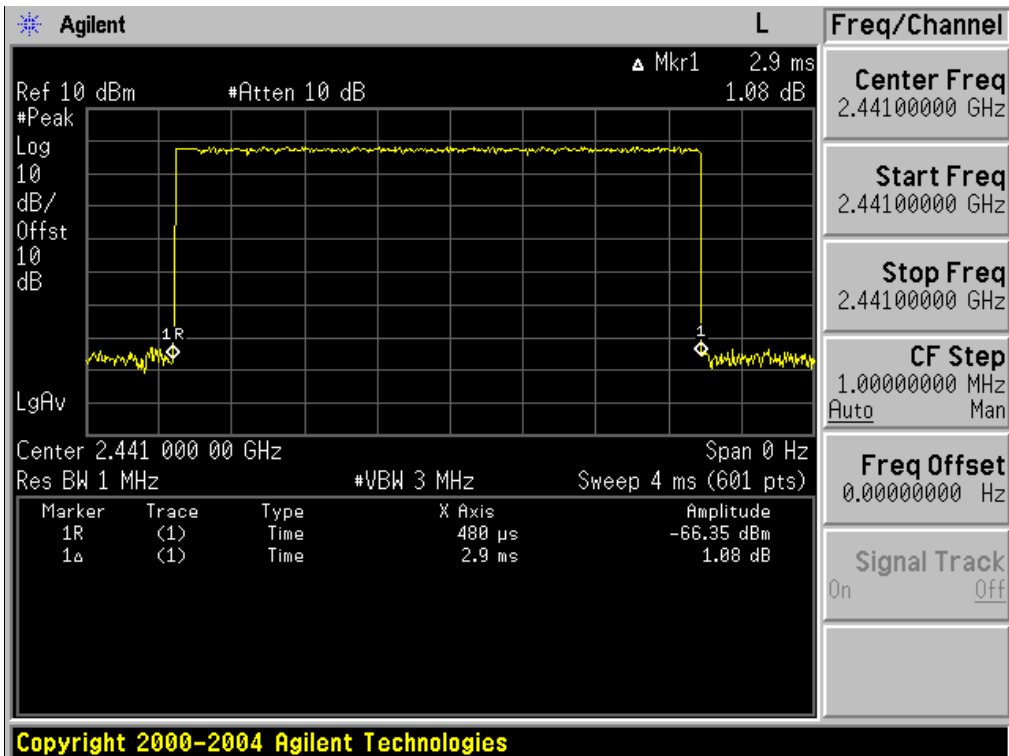 Agilent L
Δ Mkr1 2.9 ms
Ref 10 dBm #Atten 10 dB 1.08 dB
#Peak
Log
10
dB/
Offst
10
dB
1R
1
LgAv
Center 2.441 000 00 GHz Span 0 Hz
Res BW 1 MHz #VBW 3 MHz Sweep 4 ms (601 pts)
Marker Trace Type X Axis Amplitude
1R (1) Time 480 µs -66.35 dBm
1Δ (1) Time 2.9 ms 1.08 dB
Copyright 2000-2004 Agilent Technologies
Freq/Channel
Center Freq
2.44100000 GHz
Start Freq
2.44100000 GHz
Stop Freq
2.44100000 GHz
CF Step
1.00000000 MHz
Auto Man
Freq Offset
0.00000000 Hz
Signal Track
On Off